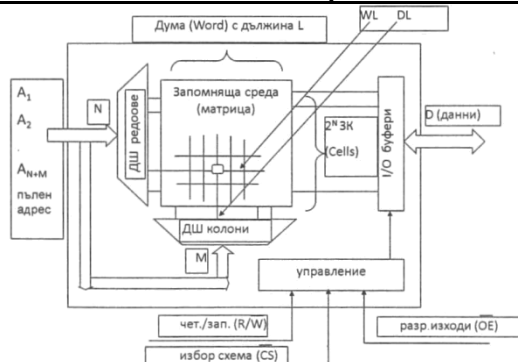 Дума (Word) с дължина L
WL DL
A1
A2
AN+M
пълен
адрес
N
ДШ редоове
Запомняща среда
(матрица)
2N ЗК
(Cells)
I/O буфери
D (данни)
ДШ колони
M
управление
чет./зап. (R/W)
разр.изходи (OE)
избор схема (CS)